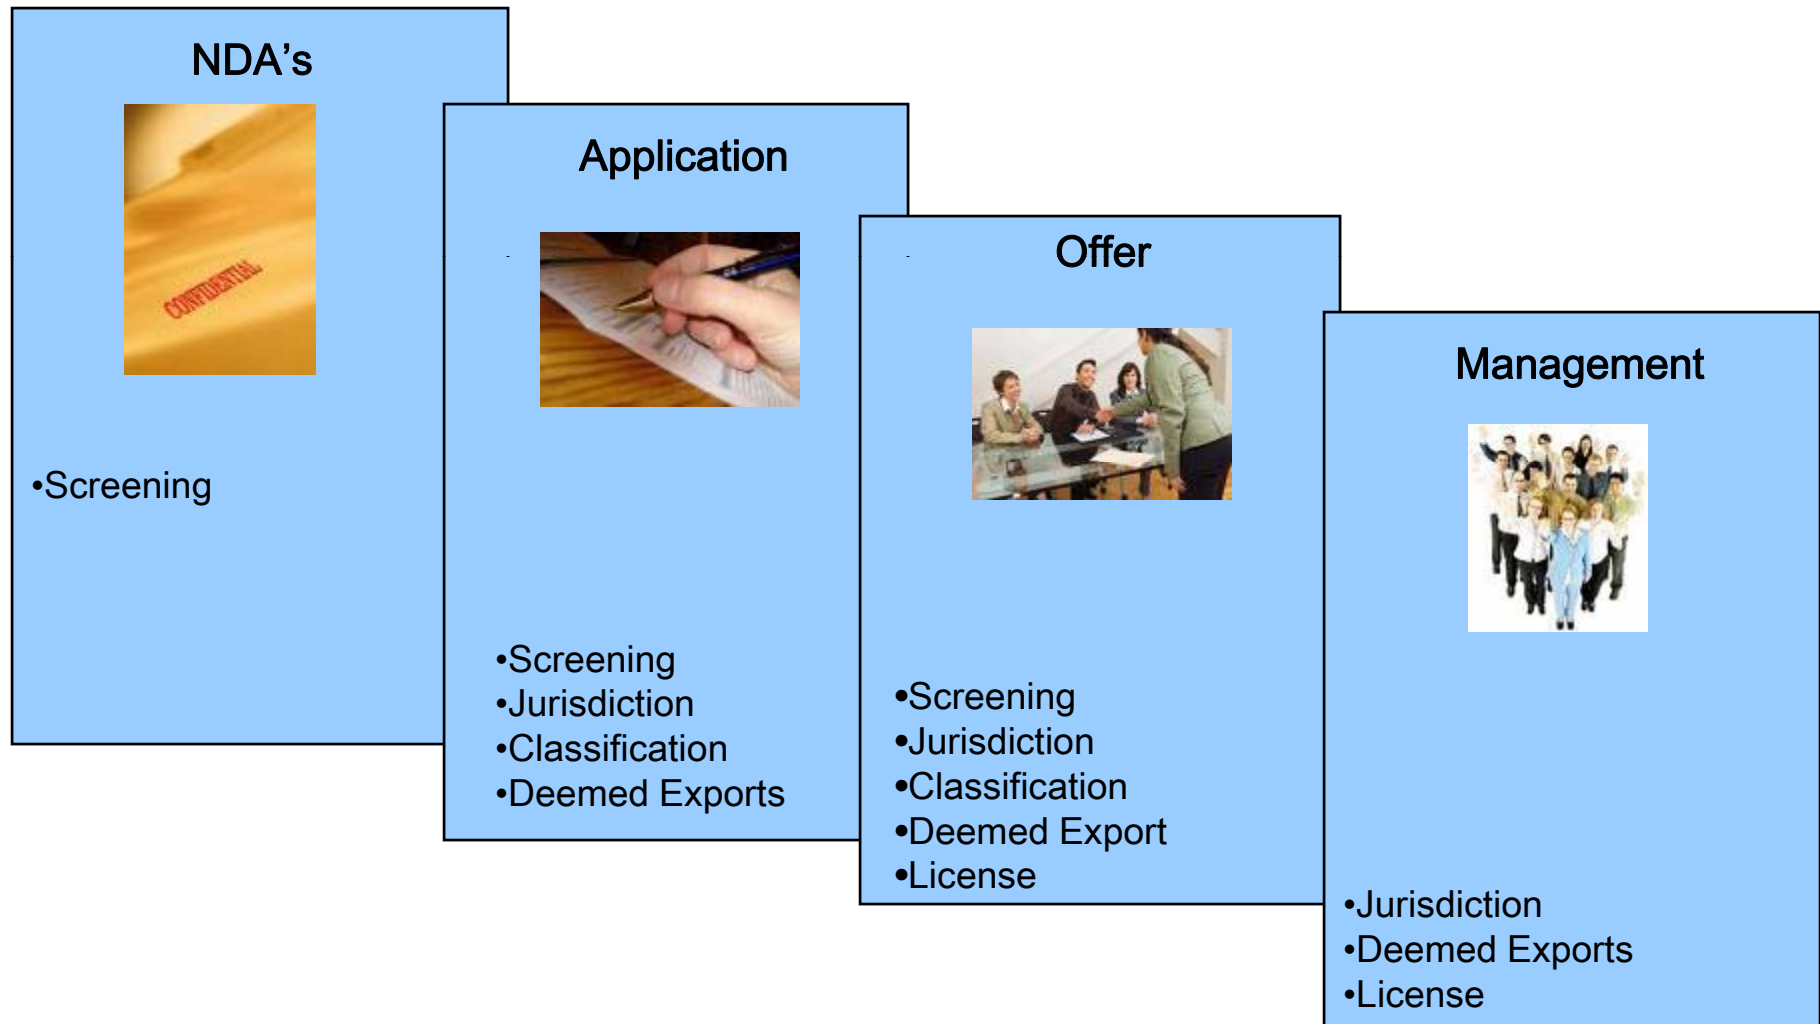 NDA’s
CONFIDENTIAL
•Screening
Application
•Screening
•Jurisdiction
•Classification
•Deemed Exports
Offer
•Screening
•Jurisdiction
•Classification
•Deemed Export
•License
Management
•Jurisdiction
•Deemed Exports
•License